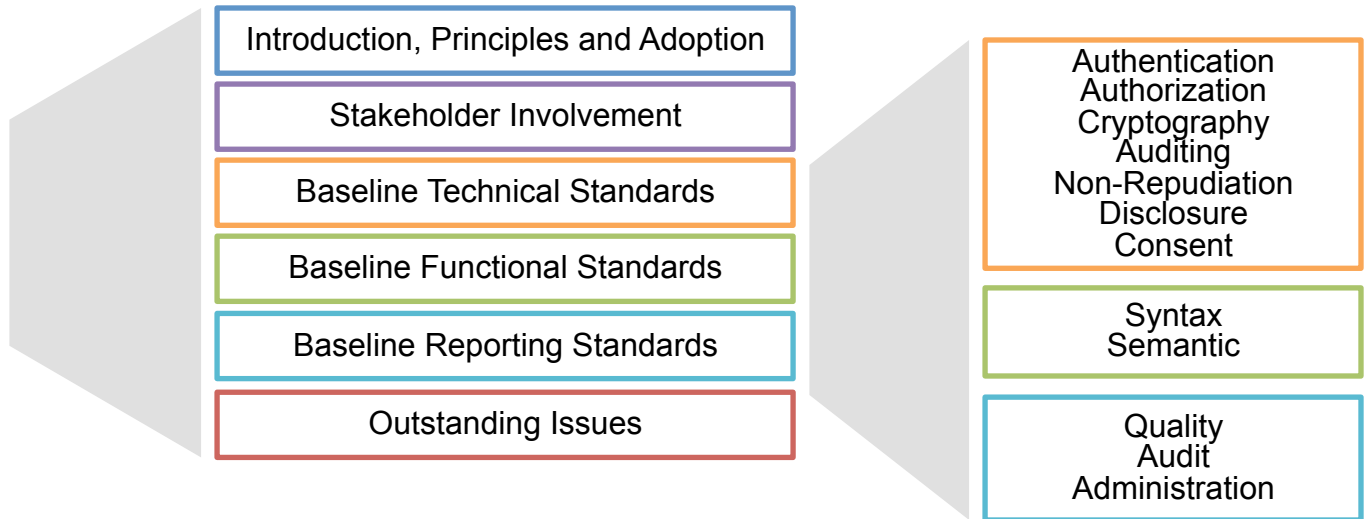 Introduction, Principles and Adoption
Stakeholder Involvement
Baseline Technical Standards
Baseline Functional Standards
Baseline Reporting Standards
Outstanding Issues
Authentication
Authorization
Cryptography
Auditing
Non-Repudiation
Disclosure
Consent
Syntax
Semantic
Quality
Audit
Administration